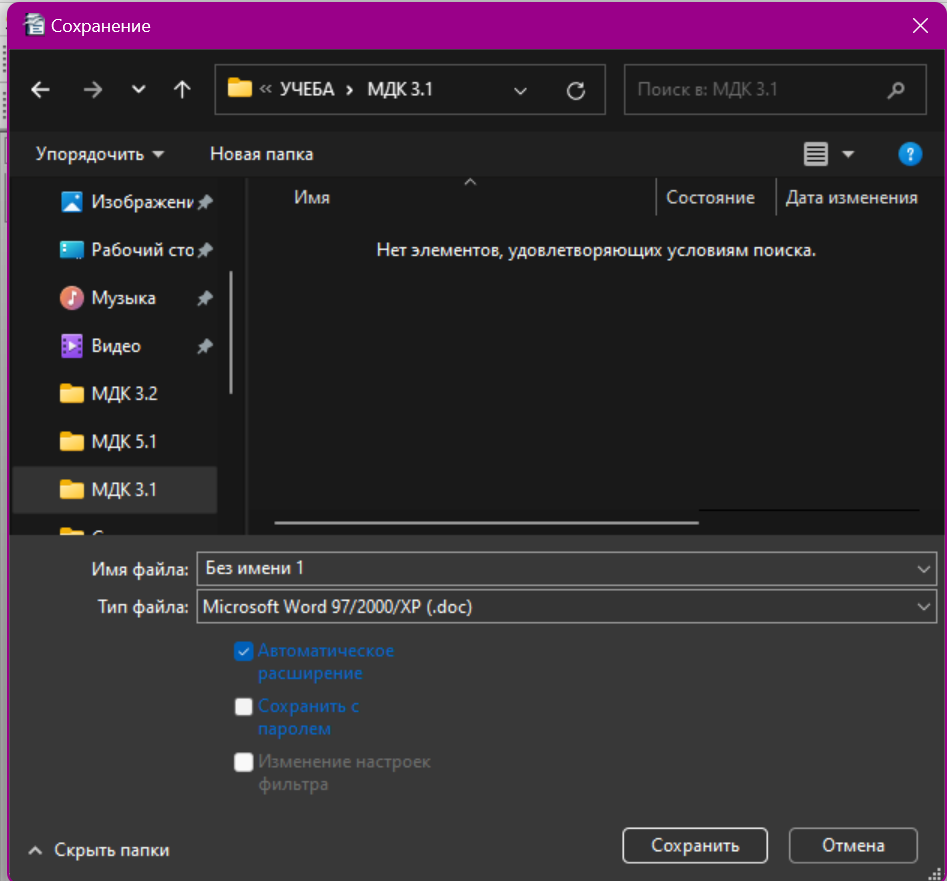 Сохранение
« УЧЕБА › МДК 3.1
Поиск в: МДК 3.1
Упорядочить
Новая папка
Изображени
Имя
Состояние
Дата изменения
Рабочий сто
Нет элементов, удовлетворяющих условиям поиска.
Музыка
Видео
МДК 3.2
МДК 5.1
МДК 3.1
Имя файла: Без имени 1
Тип файла: Microsoft Word 97/2000/XP (.doc)
Автоматическое
расширение
Сохранить с
паролем
Изменение настроек
фильтра
Скрыть папки
Сохранить
Отмена